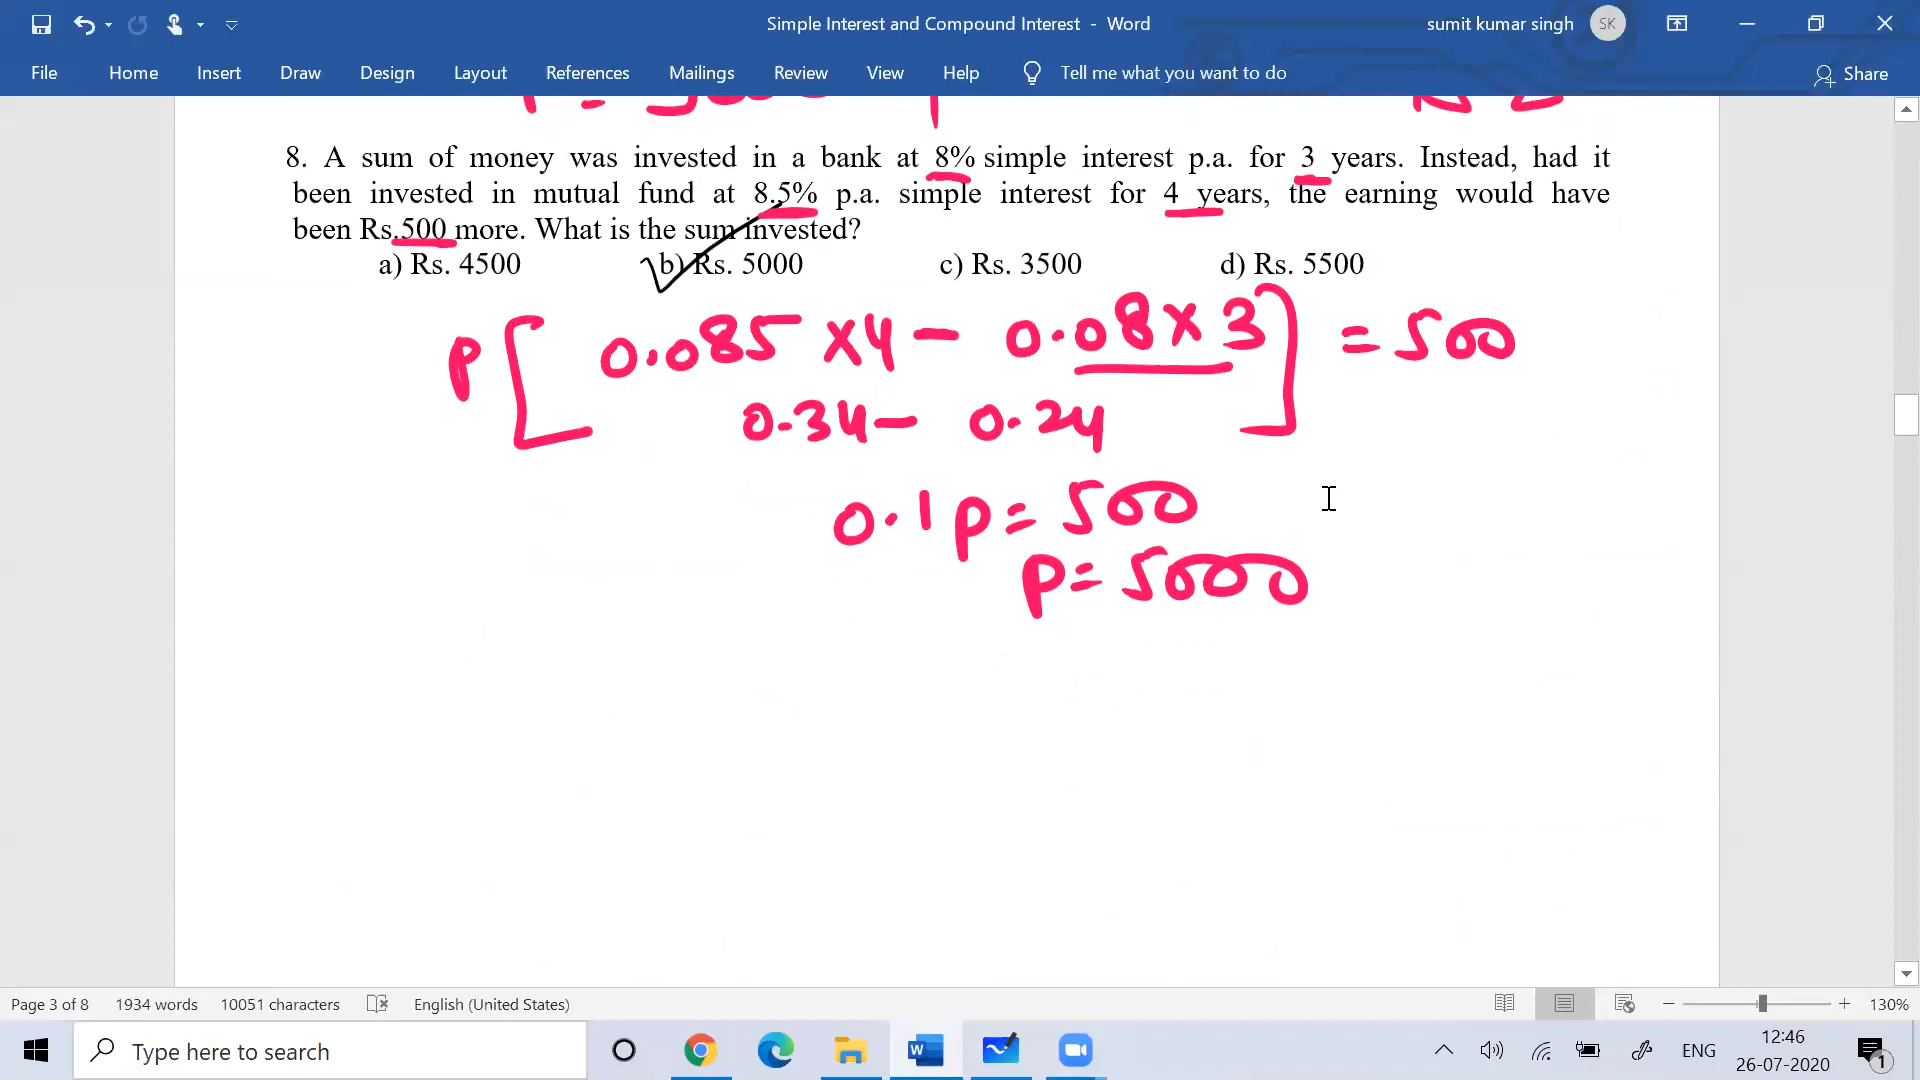 Simple Interest and Compound Interest - Word
sumit kumar singh SK
File Home Insert Draw Design Layout References Mailings Review View Help Tell me what you want to do Share
8. A sum of money was invested in a bank at 8% simple interest p.a. for 3 years. Instead, had it
been invested in mutual fund at 8.5% p.a. simple interest for 4 years, the earning would have
been Rs.500 more. What is the sum invested?
a) Rs. 4500 b) Rs. 5000 c) Rs. 3500 d) Rs. 5500
P[ 0.085 x4 - 0.08 x 3 ] = 500
0.34 - 0.24
0.1 P = 500
P = 5000
Page 3 of 8 1934 words 10051 characters English (United States) 130%
Type here to search
ENG
12:46
26-07-2020
1